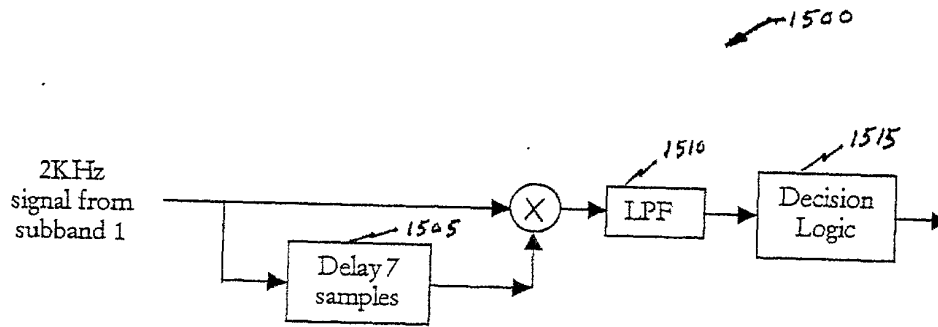 1500
2KHz
signal from
subband 1
1505
Delay 7
samples
X
1510
LPF
1515
Decision
Logic